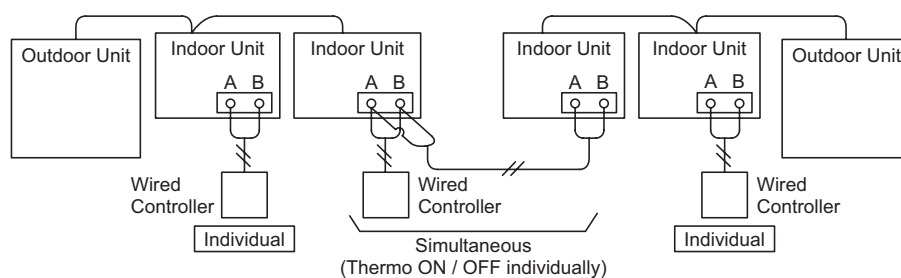 Outdoor Unit
Indoor Unit
Indoor Unit
Indoor Unit
Indoor Unit
Outdoor Unit
A B
A B
A B
A B
Wired
Controller
Wired
Controller
Wired
Controller
Individual
Simultaneous
(Thermo ON / OFF individually)
Individual